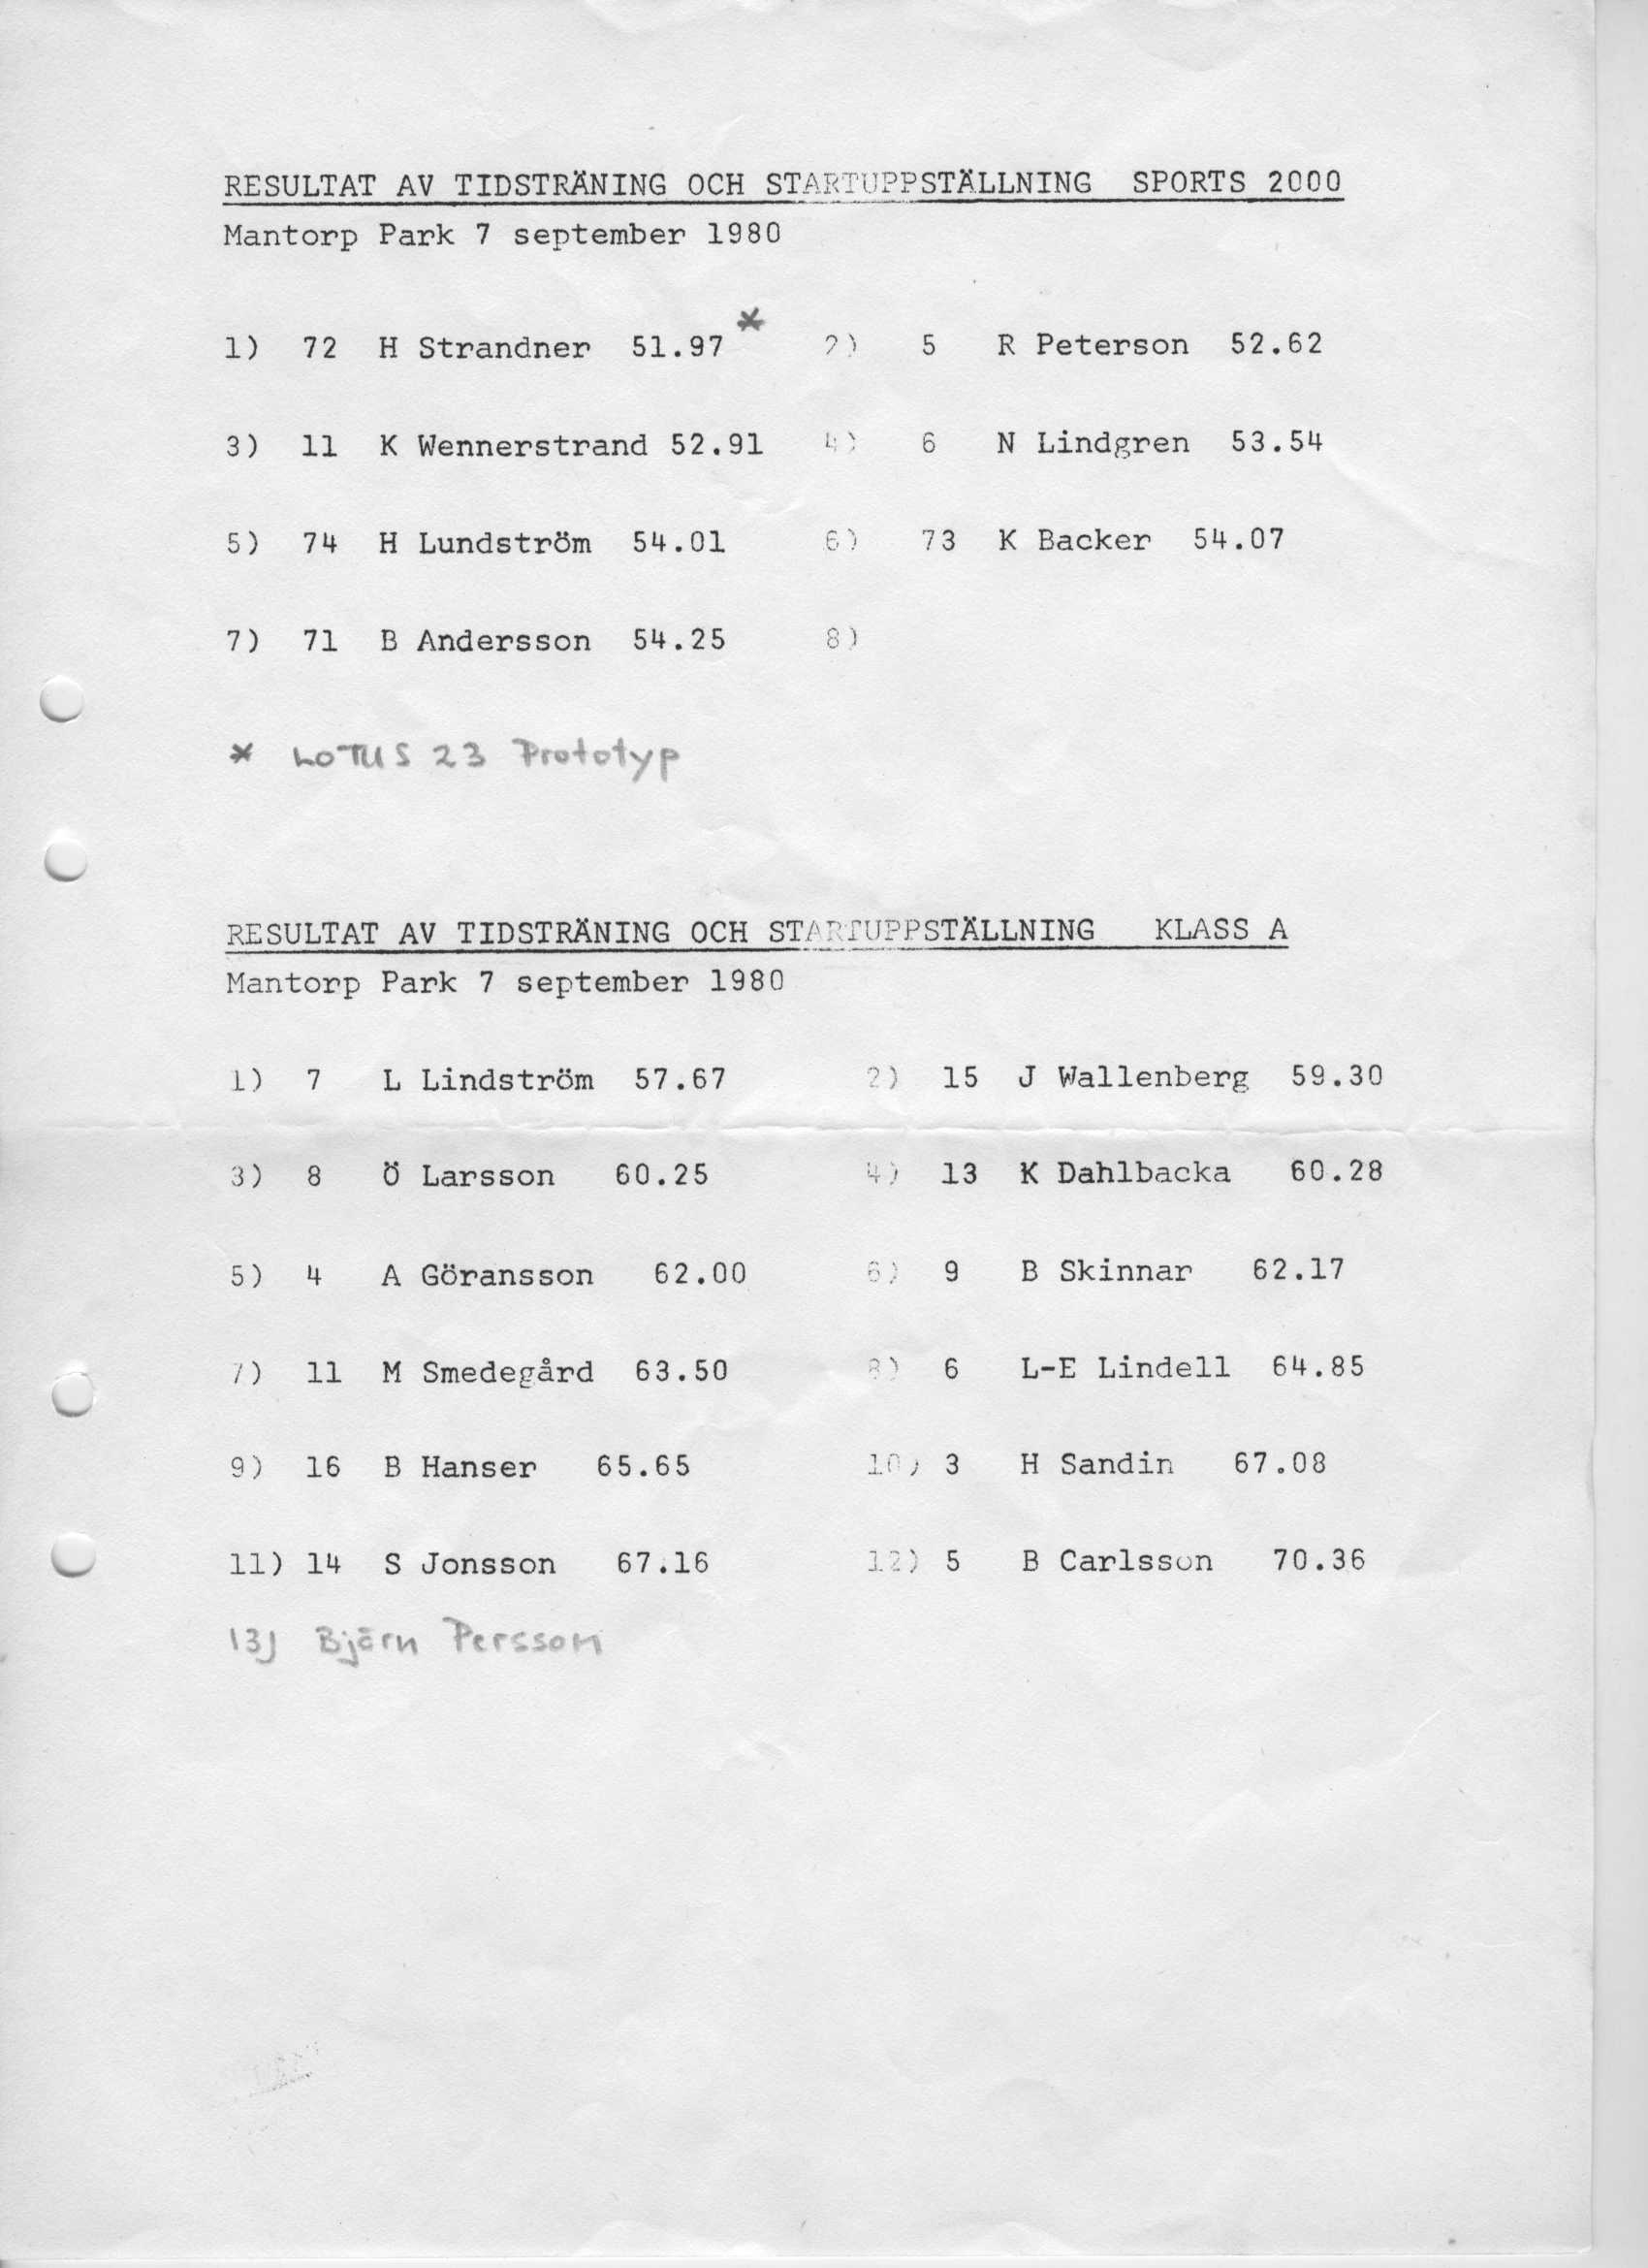 RESULTAT AV TIDSTRÄNING OCH STARTUPPSTÄLLNING SPORTS 2000
Mantorp Park 7 september 1980
1) 72 H Strandner 51.97 * 2) 5 R Peterson 52.62
3) 11 K Wennerstrand 52.91 4) 6 N Lindgren 53.54
5) 74 H Lundström 54.01 6) 73 K Backer 54.07
7) 71 B Andersson 54.25 8)
* LOTUS 23 Prototyp
RESULTAT AV TIDSTRÄNING OCH STARTUPPSTÄLLNING KLASS A
Mantorp Park 7 september 1980
1) 7 L Lindström 57.67 2) 15 J Wallenberg 59.30
3) 8 Ö Larsson 60.25 4) 13 K Dahlbacka 60.28
5) 4 A Göransson 62.00 6) 9 B Skinnar 62.17
7) 11 M Smedegård 63.50 8) 6 L-E Lindell 64.85
9) 16 B Hanser 65.65 10) 3 H Sandin 67.08
11) 14 S Jonsson 67.16 12) 5 B Carlsson 70.36
13) Björn Persson